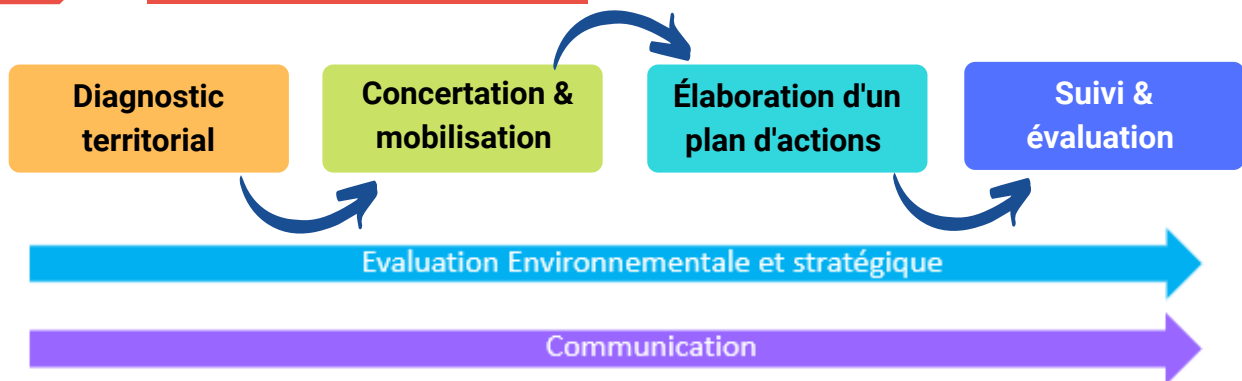 Diagnostic
territorial
Concertation &
mobilisation
Élaboration d'un
plan d'actions
Suivi &
évaluation
Evaluation Environnementale et stratégique
Communication